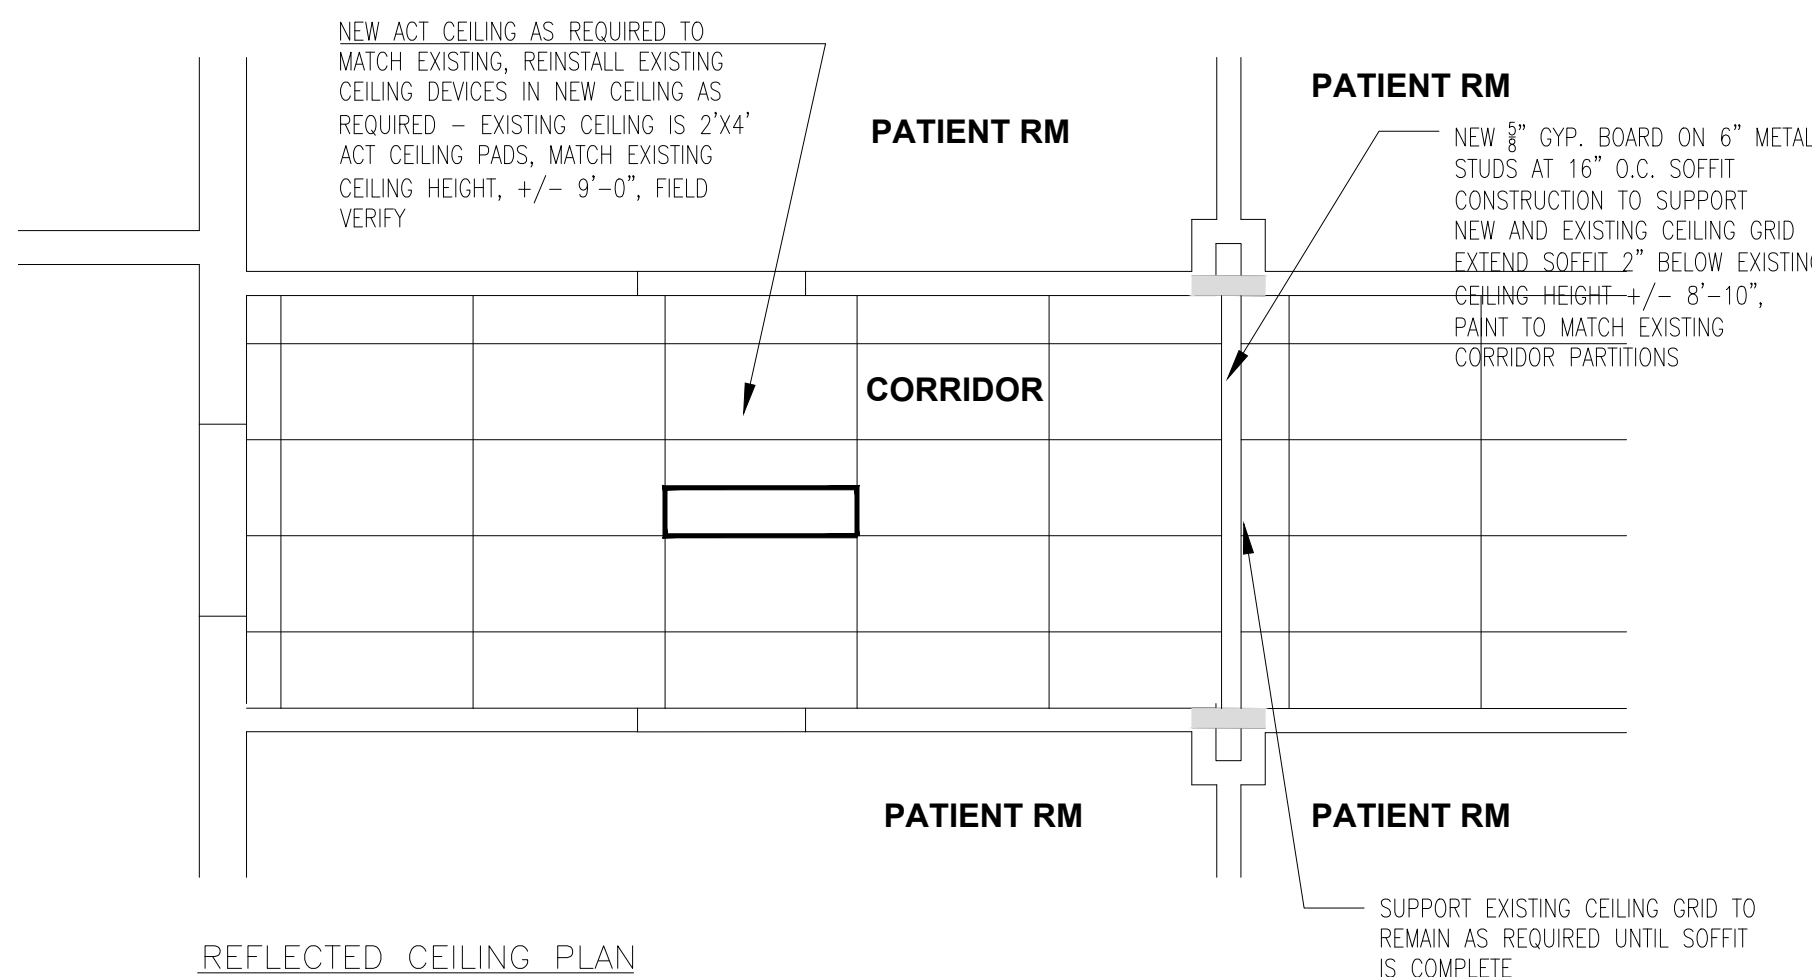 NEW ACT CEILING AS REQUIRED TO
MATCH EXISTING, REINSTALL EXISTING
CEILING DEVICES IN NEW CEILING AS
REQUIRED – EXISTING CEILING IS 2'X4'
ACT CEILING PADS, MATCH EXISTING
CEILING HEIGHT, +/– 9'–0", FIELD
VERIFY
PATIENT RM
PATIENT RM
NEW 5/8" GYP. BOARD ON 6" METAL
STUDS AT 16" O.C. SOFFIT
CONSTRUCTION TO SUPPORT
NEW AND EXISTING CEILING GRID
EXTEND SOFFIT 2" BELOW EXISTING
CEILING HEIGHT +/– 8'–10",
PAINT TO MATCH EXISTING
CORRIDOR PARTITIONS
CORRIDOR
PATIENT RM
PATIENT RM
SUPPORT EXISTING CEILING GRID TO
REMAIN AS REQUIRED UNTIL SOFFIT
IS COMPLETE
REFLECTED CEILING PLAN